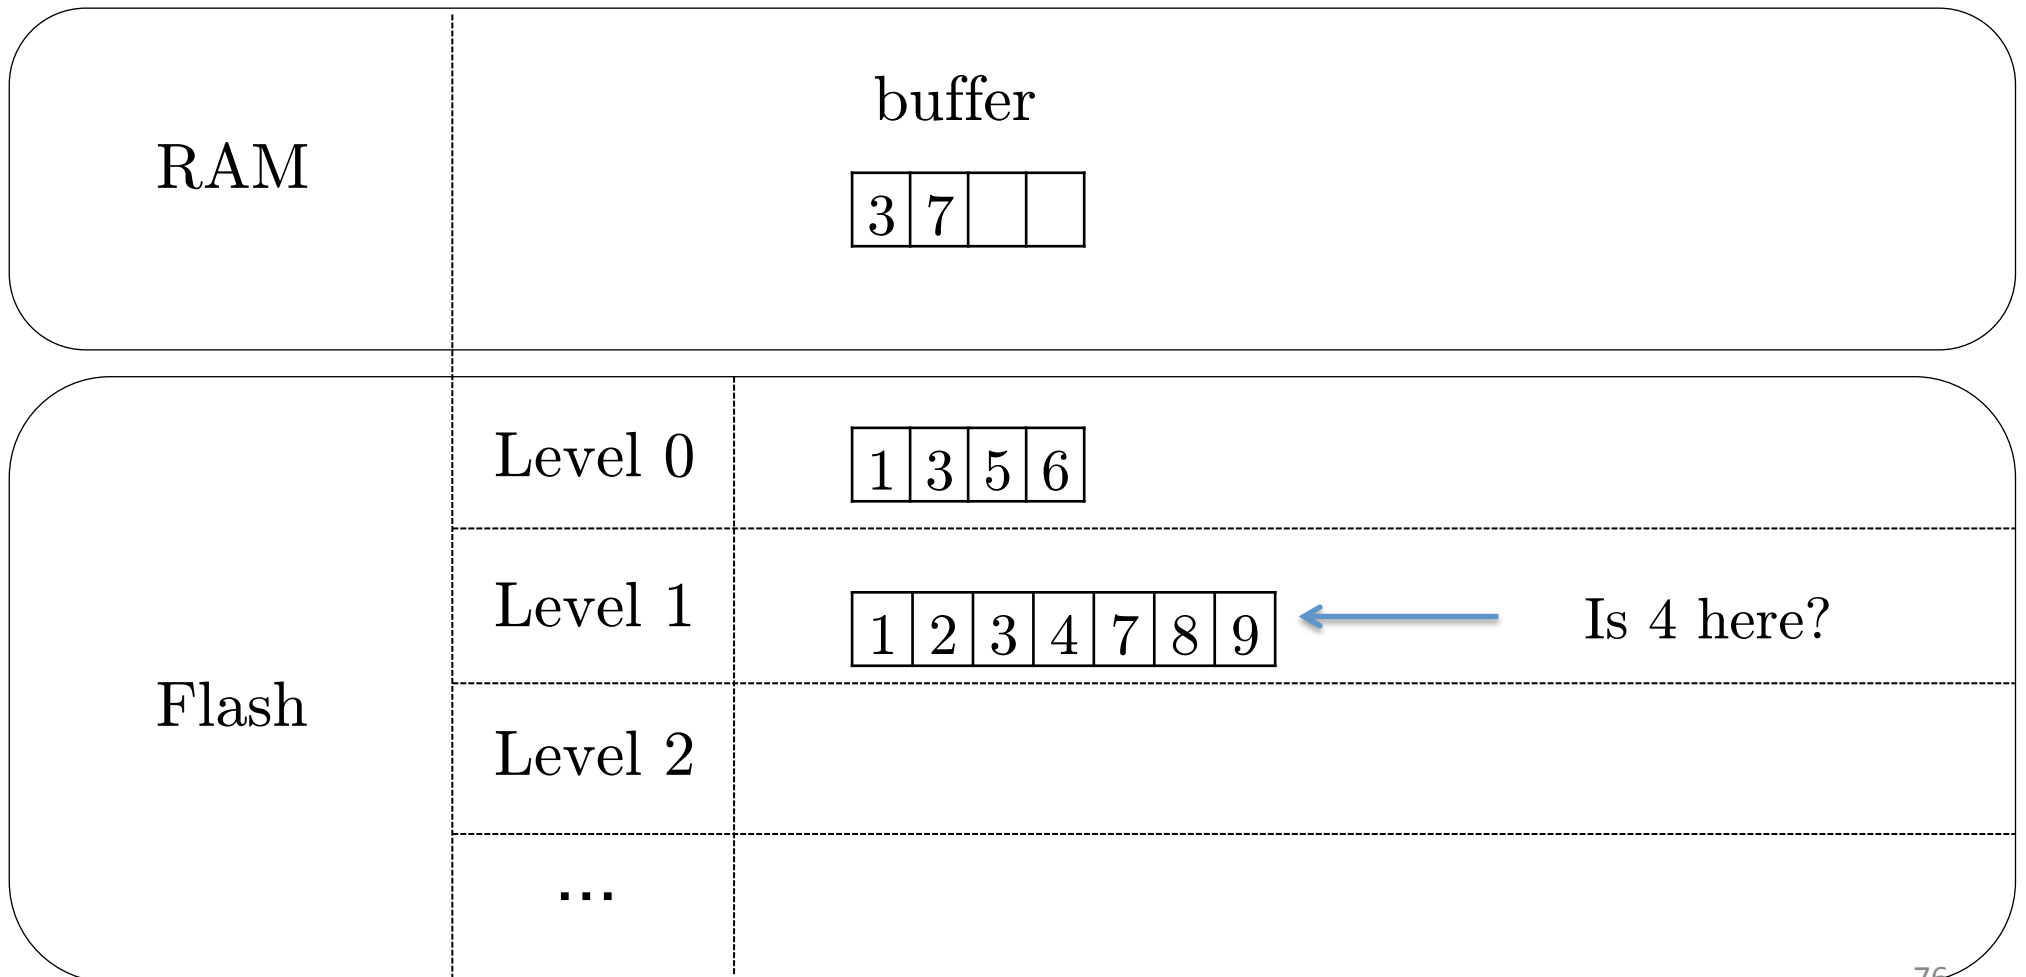 buffer
RAM
3 7
Level 0
1 3 5 6
Level 1
1 2 3 4 7 8 9
Is 4 here?
Flash
Level 2
...
76